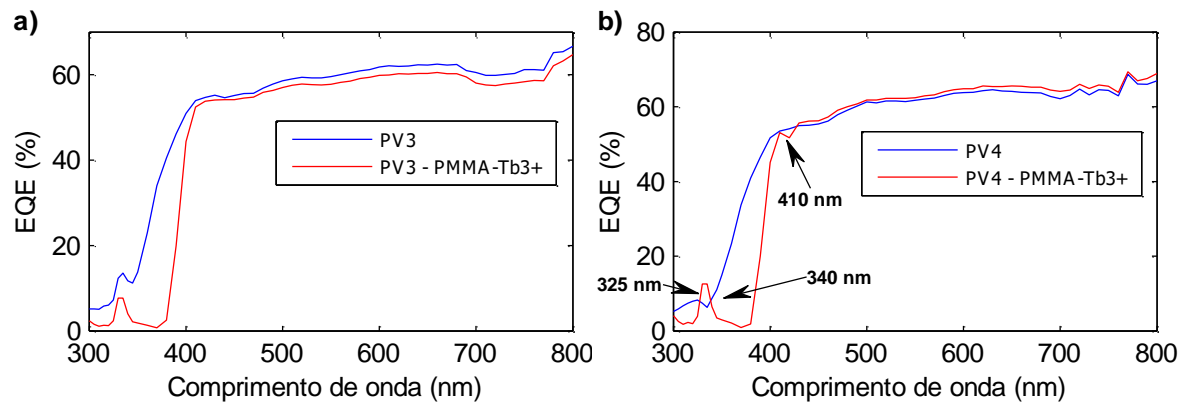 a)
EQE (%)
60
40
20
0
300 400 500 600 700 800
Comprimento de onda (nm)
PV3
PV3 - PMMA-Tb3+
b)
EQE (%)
80
60
40
20
0
300 400 500 600 700 800
Comprimento de onda (nm)
PV4
PV4 - PMMA-Tb3+
410 nm
325 nm
340 nm